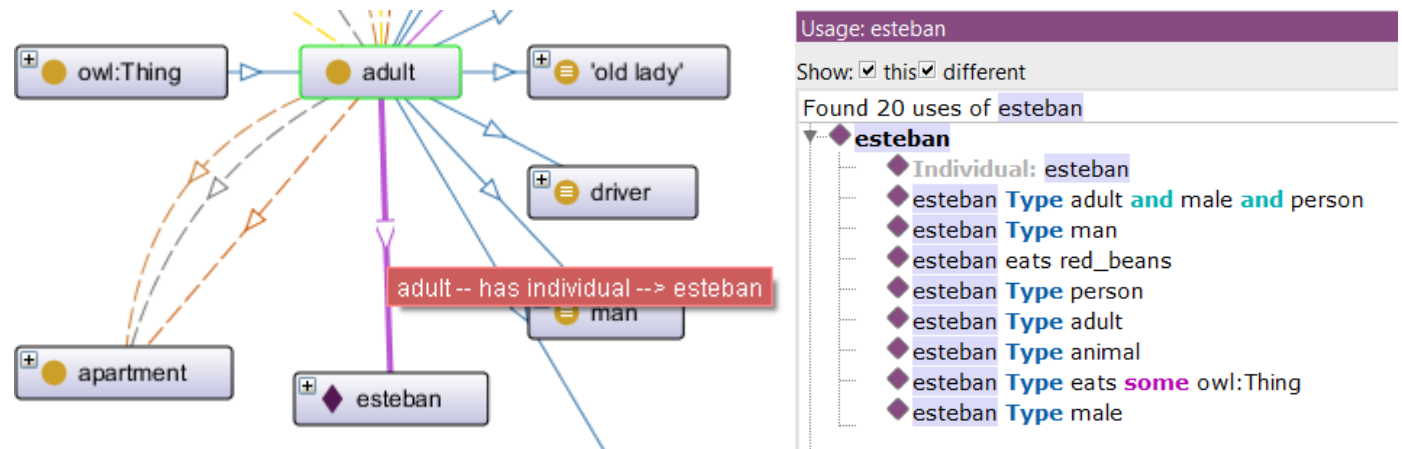 owl:Thing
adult
'old lady'
driver
adult -- has individual --> esteban
man
apartment
esteban
Usage: esteban
Show: this different
Found 20 uses of esteban
esteban
Individual: esteban
esteban Type adult and male and person
esteban Type man
esteban eats red_beans
esteban Type person
esteban Type adult
esteban Type animal
esteban Type eats some owl:Thing
esteban Type male